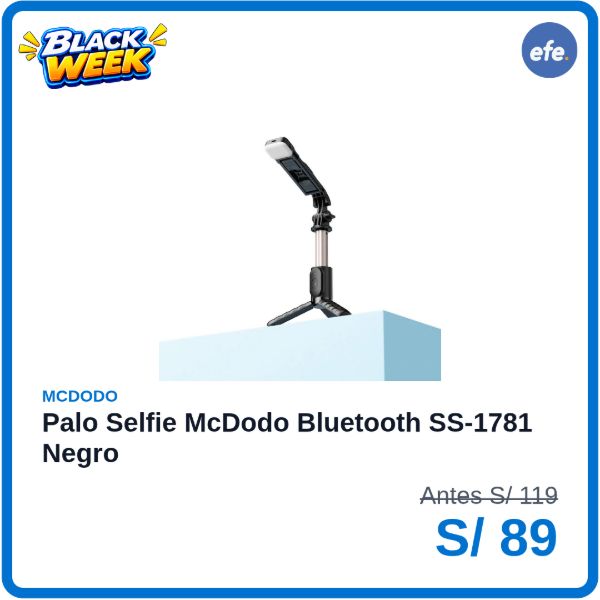 BLACK
WEEK
efe.
MCDODO
Palo Selfie McDodo Bluetooth SS-1781
Negro
Antes S/ 119
S/ 89